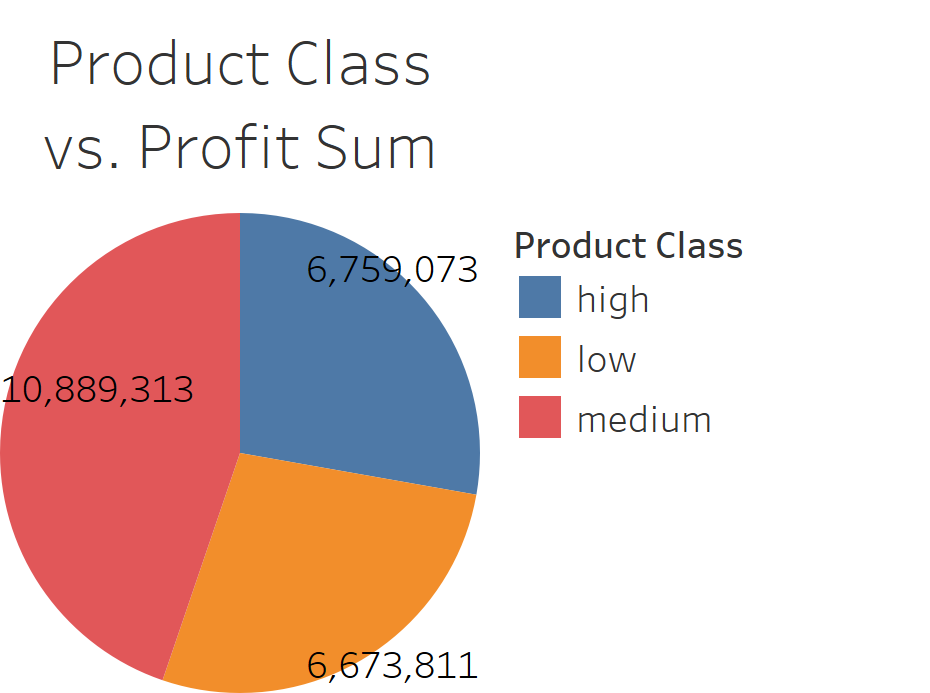 Product Class
vs. Profit Sum
6,759,073
10,889,313
6,673,811
Product Class
high
low
medium